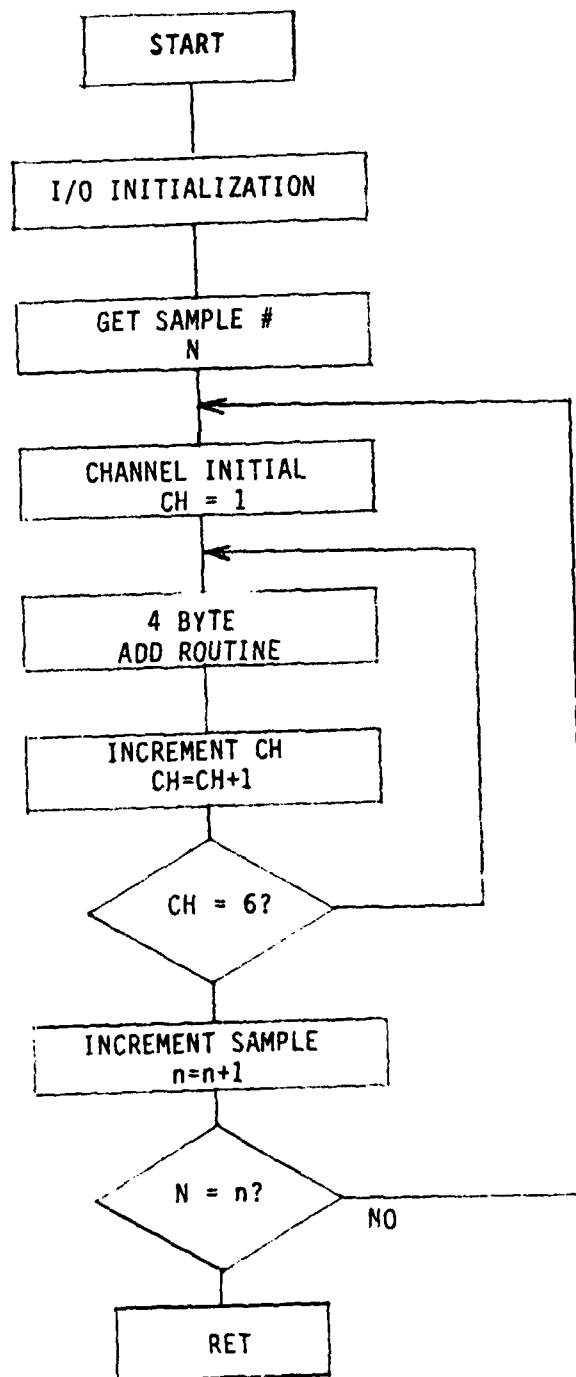 START
I/O INITIALIZATION
GET SAMPLE #
N
CHANNEL INITIAL
CH = 1
4 BYTE
ADD ROUTINE
INCREMENT CH
CH=CH+1
CH = 6?
INCREMENT SAMPLE
n=n+1
N = n?
NO
RET